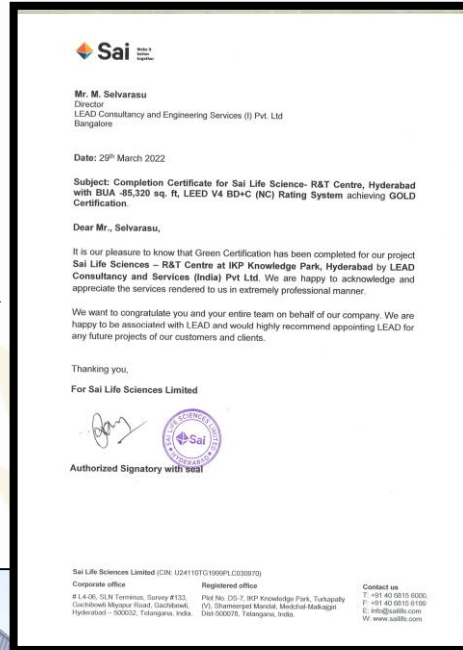 Sai Make it better together
Mr. M. Selvarasu
Director
LEAD Consultancy and Engineering Services (I) Pvt. Ltd
Bangalore
Date: 29th March 2022
Subject: Completion Certificate for Sai Life Science- R&T Centre, Hyderabad
with BUA -85,320 sq. ft, LEED V4 BD+C (NC) Rating System achieving GOLD
Certification.
Dear Mr., Selvarasu,
It is our pleasure to know that Green Certification has been completed for our project
Sai Life Sciences – R&T Centre at IKP Knowledge Park, Hyderabad by LEAD
Consultancy and Services (India) Pvt Ltd. We are happy to acknowledge and
appreciate the services rendered to us in extremely professional manner.
We want to congratulate you and your entire team on behalf of our company. We are
happy to be associated with LEAD and would highly recommend appointing LEAD for
any future projects of our customers and clients.
Thanking you,
For Sai Life Sciences Limited
SAI LIFE SCIENCES LIMITED
Sai
HYDERABAD
Authorized Signatory with seal
Sai Life Sciences Limited (CIN: U24110TG1999PLC030970)
Corporate office
# L4-06, SLN Terminus, Survey #133,
Gachibowli Miyapur Road, Gachibowli,
Hyderabad – 500032, Telangana, India.
Registered office
Plot No. DS-7, IKP Knowledge Park, Turkapally
(V), Shameerpet Mandal, Medchal-Malkajgiri
Dist-500078, Telangana, India.
Contact us
T: +91 40 6815 6000,
F: +91 40 6815 6199
E: info@sailife.com
W: www.sailife.com